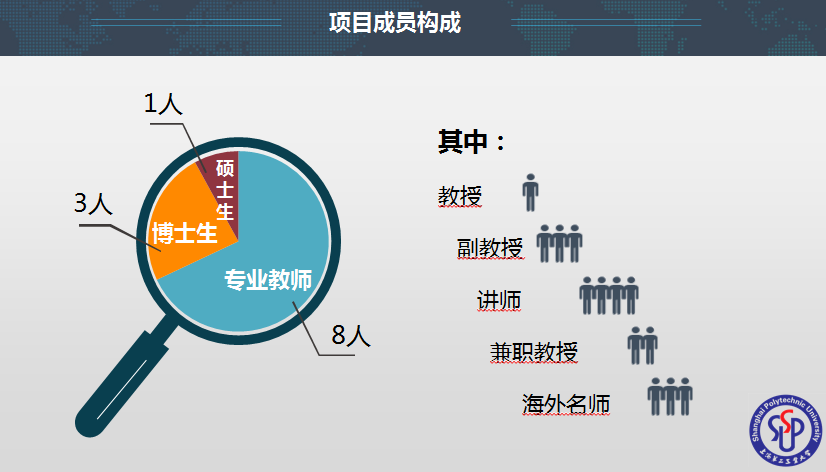 项目成员构成
1人
硕士生
3人
博士生
专业教师
8人
其中：
教授
副教授
讲师
兼职教授
海外名师
Shanghai Polytechnic University
上海第二工业大学